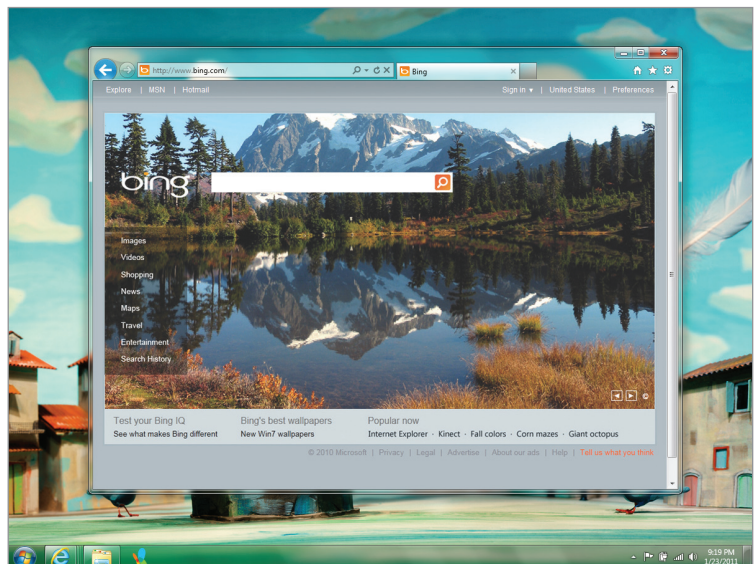 http://www.bing.com/
Bing
Explore | MSN | Hotmail
Sign in | United States | Preferences
bing
Images
Videos
Shopping
News
Maps
Travel
Entertainment
Search History
Test your Bing IQ
See what makes Bing different
Bing's best wallpapers
New Win7 wallpapers
Popular now
Internet Explorer · Kinect · Fall colors · Corn mazes · Giant octopus
© 2010 Microsoft | Privacy | Legal | Advertise | About our ads | Help | Tell us what you think
9:19 PM
1/23/2011